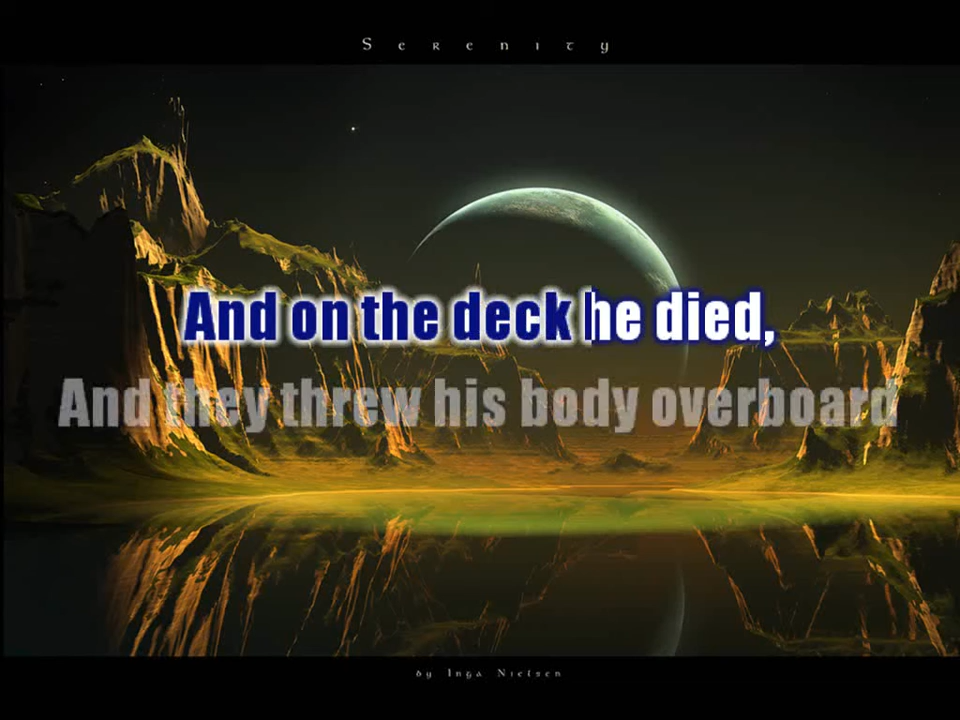 Serenity
And on the deck he died,
And they threw his body overboard
by Inga Nielsen